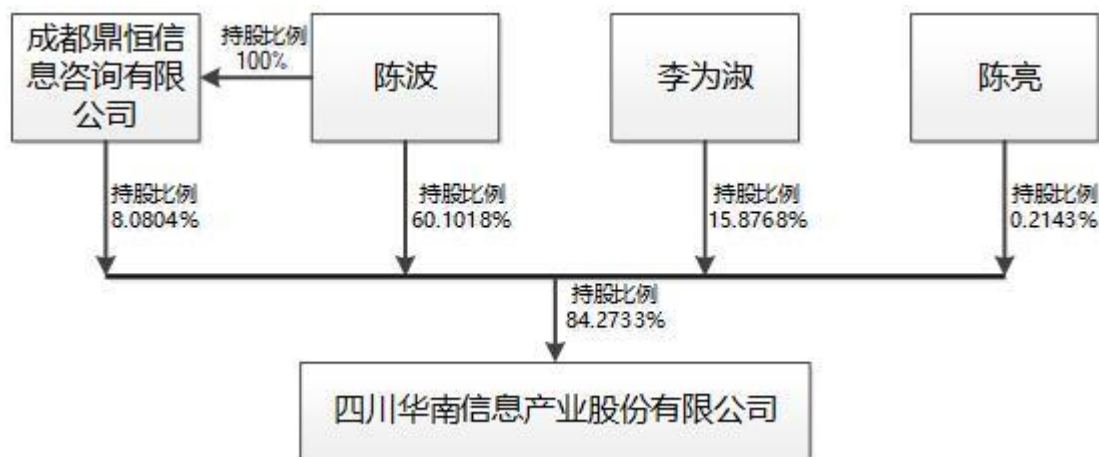 成都鼎恒信
息咨询有限
公司
持股比例
100%
陈波
李为淑
陈亮
持股比例
8.0804%
持股比例
60.1018%
持股比例
15.8768%
持股比例
0.2143%
持股比例
84.2733%
四川华南信息产业股份有限公司